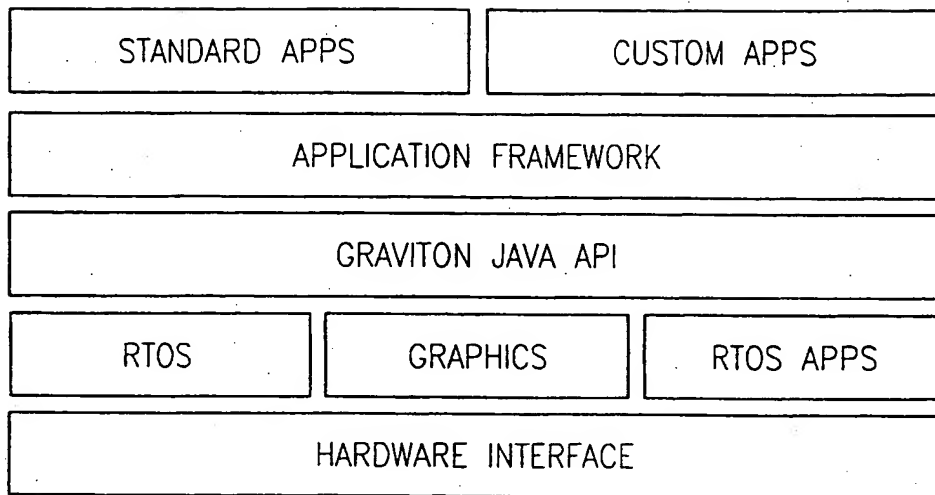 STANDARD APPS
CUSTOM APPS
APPLICATION FRAMEWORK
GRAVITON JAVA API
RTOS
GRAPHICS
RTOS APPS
HARDWARE INTERFACE